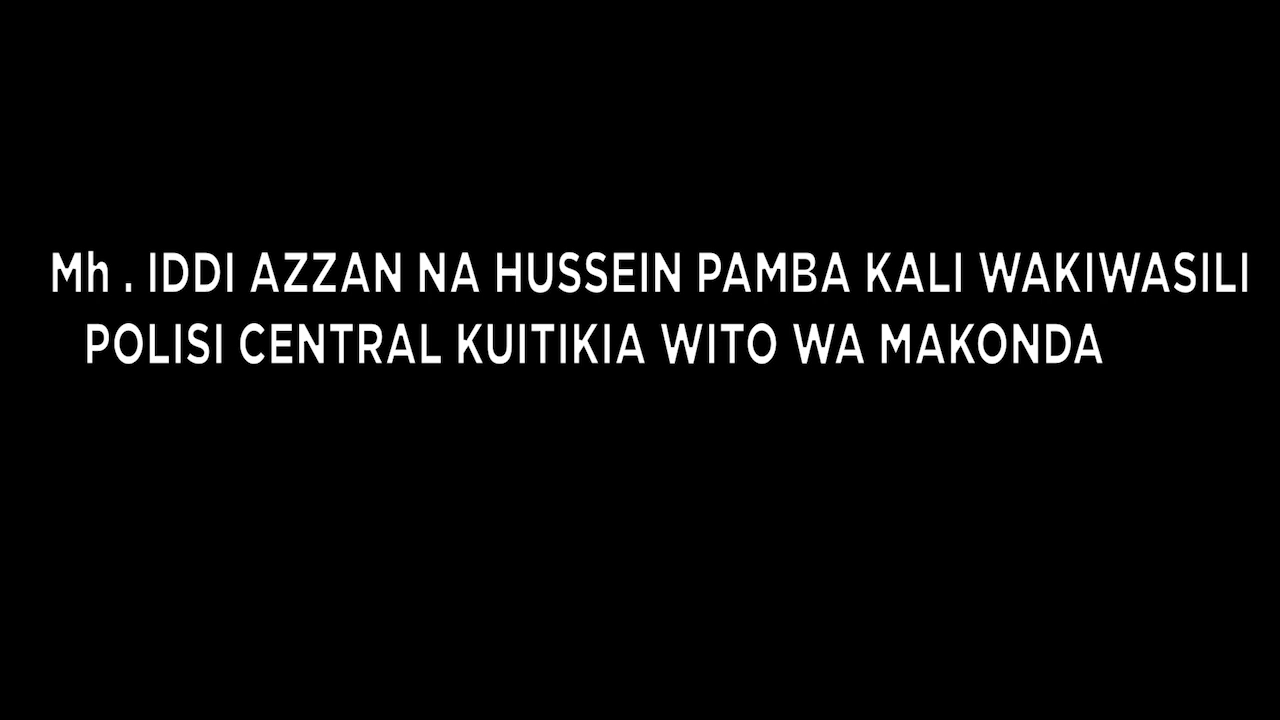 Mh . IDDI AZZAN NA HUSSEIN PAMBA KALI WAKIWASILI
POLISI CENTRAL KUITIKIA WITO WA MAKONDA